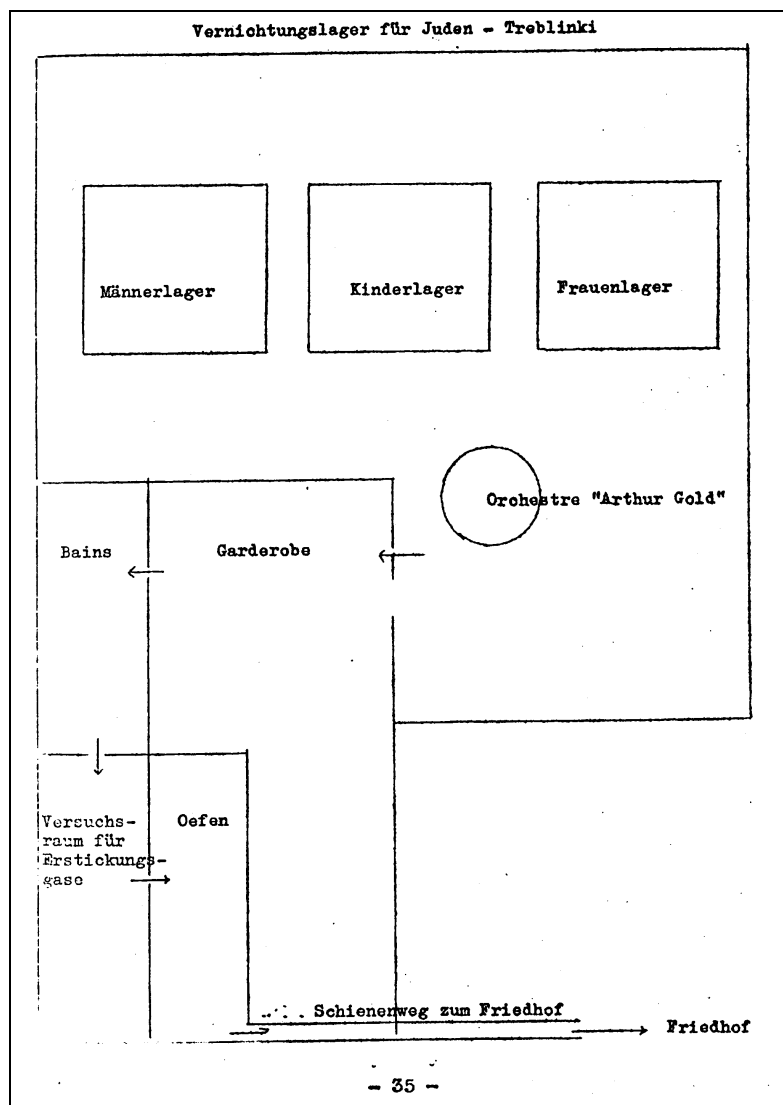 Vernichtungslager für Juden - Treblinki
Männerlager
Kinderlager
Frauenlager
Orchestre "Arthur Gold"
Bains
Garderobe
Versuchs-
raum für
Erstickungs-
gase
Oefen
Schienenweg zum Friedhof
Friedhof
- 35 -